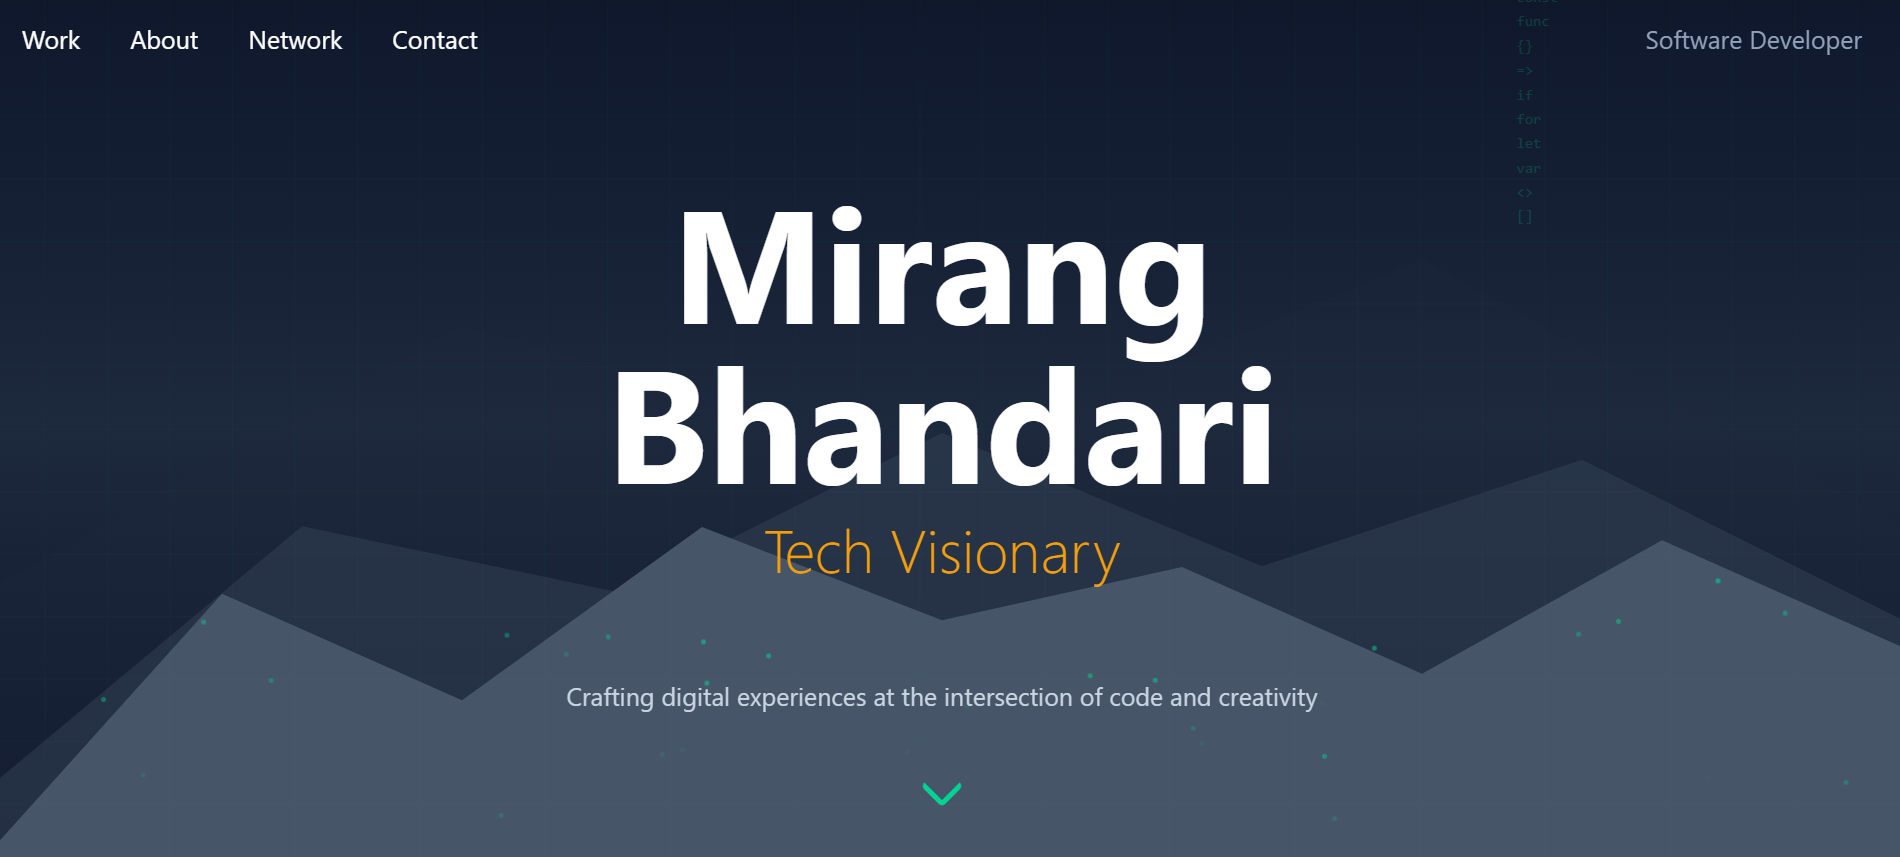 Work About Network Contact Software Developer
func
{}
=>
if
for
let
var
<>
[]
Mirang
Bhandari
Tech Visionary
Crafting digital experiences at the intersection of code and creativity